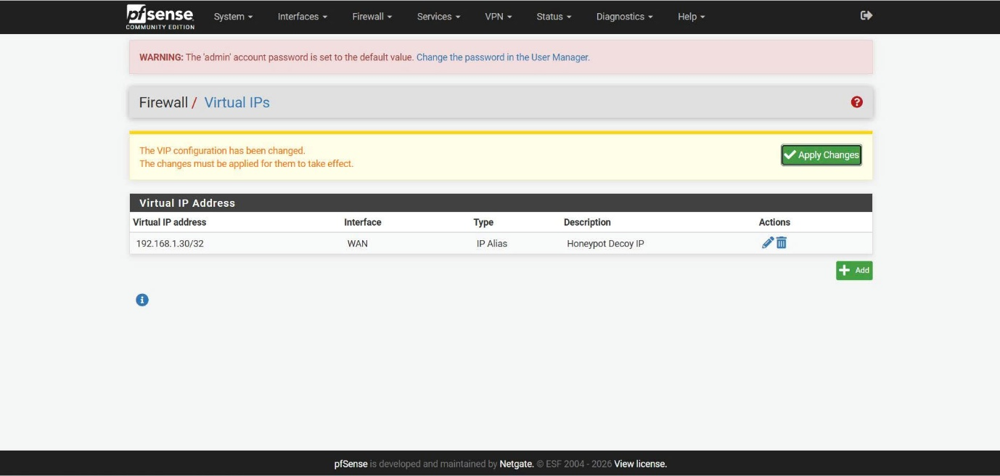 pfsense
COMMUNITY EDITION
System Interfaces Firewall Services VPN Status Diagnostics Help
WARNING: The 'admin' account password is set to the default value. Change the password in the User Manager.
Firewall / Virtual IPs
The VIP configuration has been changed.
The changes must be applied for them to take effect.
Apply Changes
Virtual IP Address
Virtual IP address Interface Type Description Actions
192.168.1.30/32 WAN IP Alias Honeypot Decoy IP
Add
pfSense is developed and maintained by Netgate. © ESF 2004 - 2026 View license.